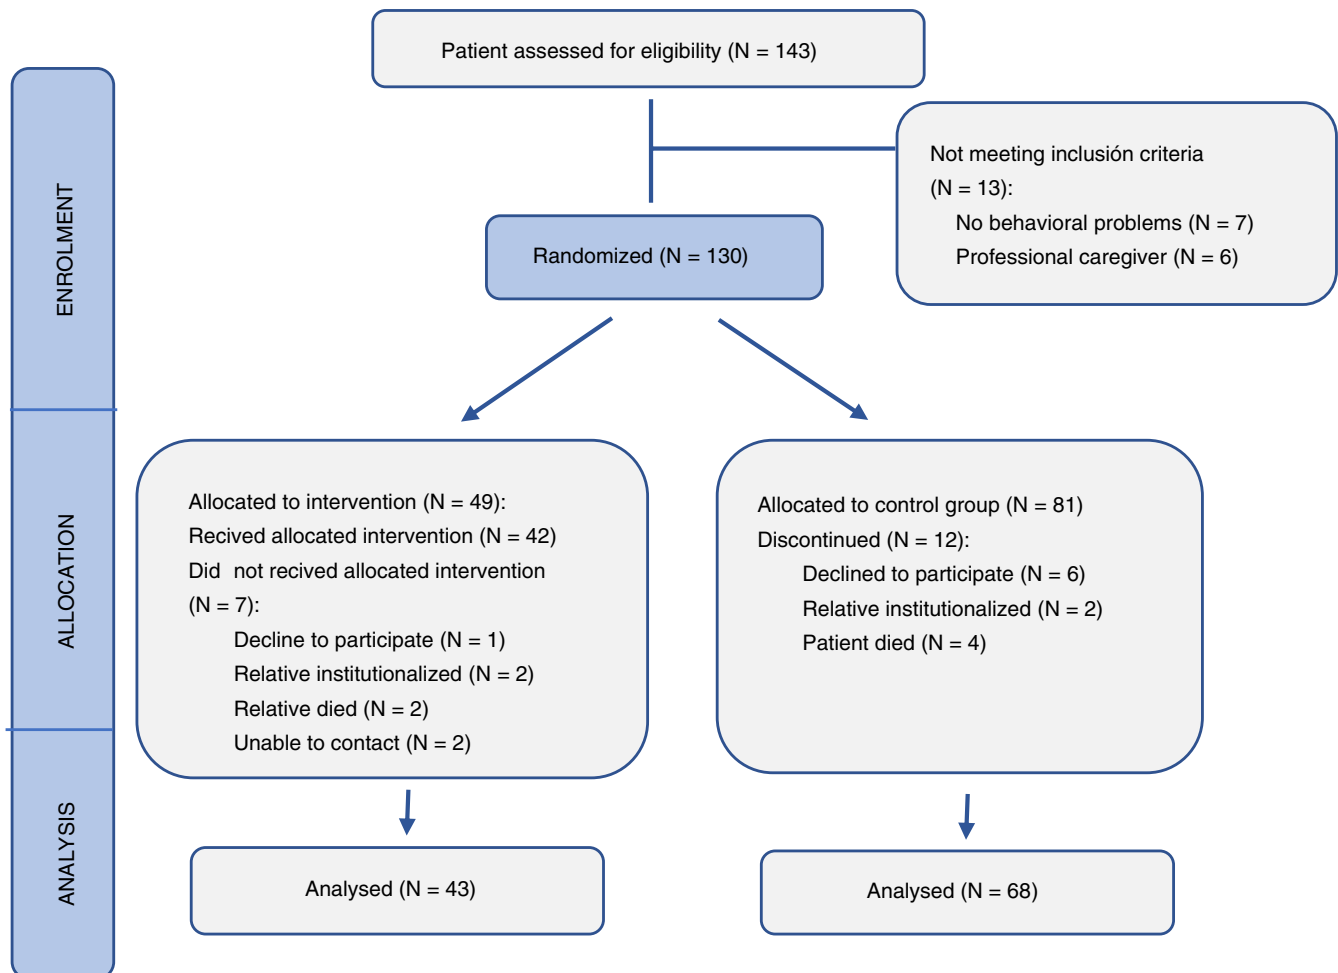 Patient assessed for eligibility (N = 143)
Not meeting inclusión criteria
(N = 13):
No behavioral problems (N = 7)
Professional caregiver (N = 6)
ENROLMENT
Randomized (N = 130)
ALLOCATION
Allocated to intervention (N = 49):
Recived allocated intervention (N = 42)
Did not recived allocated intervention
(N = 7):
Decline to participate (N = 1)
Relative institutionalized (N = 2)
Relative died (N = 2)
Unable to contact (N = 2)
Allocated to control group (N = 81)
Discontinued (N = 12):
Declined to participate (N = 6)
Relative institutionalized (N = 2)
Patient died (N = 4)
ANALYSIS
Analysed (N = 43)
Analysed (N = 68)